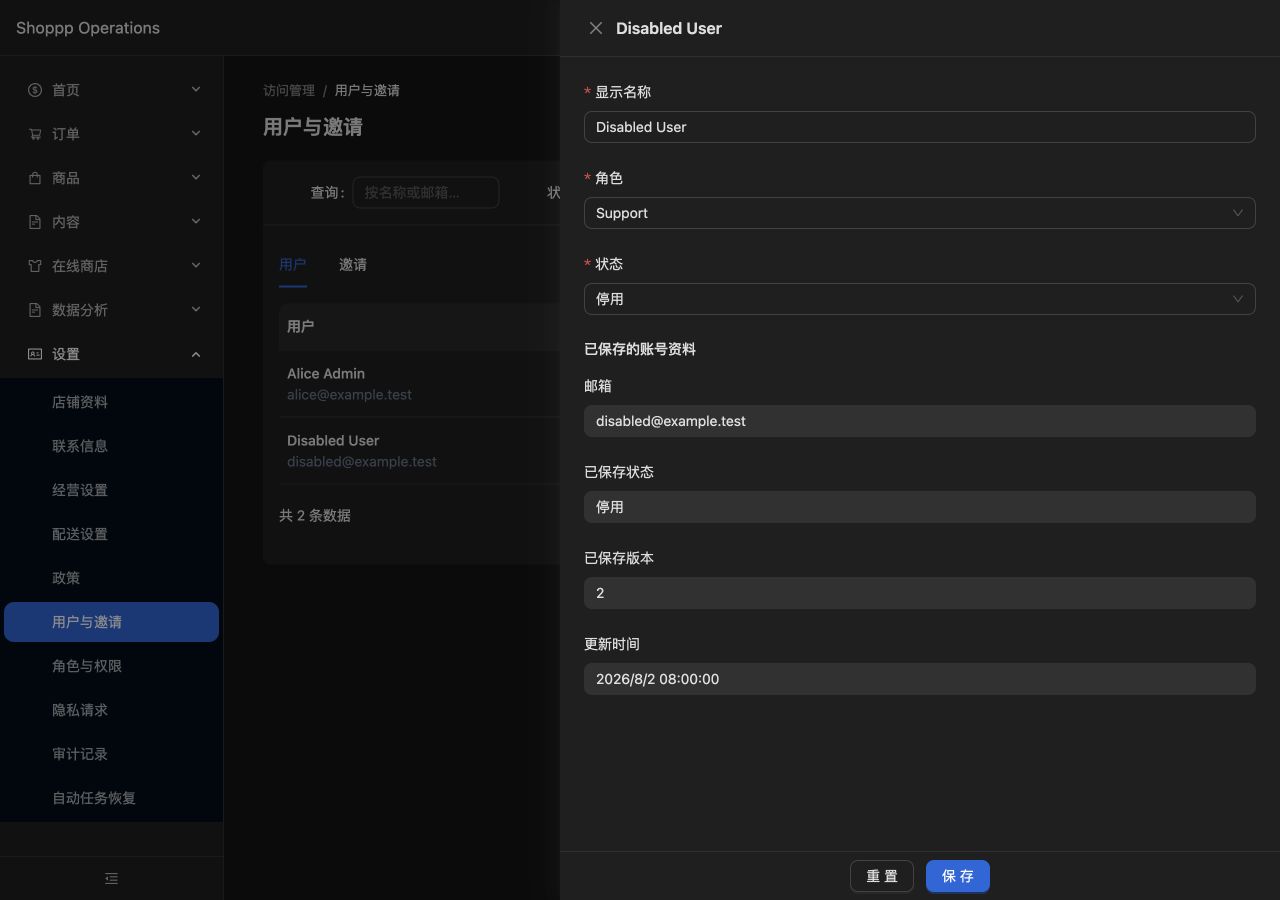 Shoppp Operations
首页
订单
商品
内容
在线商店
数据分析
设置
店铺资料
联系信息
经营设置
配送设置
政策
用户与邀请
角色与权限
隐私请求
审计记录
自动任务恢复
访问管理 / 用户与邀请
用户与邀请
查询: 按名称或邮箱... 状
用户 邀请
用户
Alice Admin
alice@example.test
Disabled User
disabled@example.test
共 2 条数据
Disabled User
* 显示名称
Disabled User
* 角色
Support
* 状态
停用
已保存的账号资料
邮箱
disabled@example.test
已保存状态
停用
已保存版本
2
更新时间
2026/8/2 08:00:00
重 置 保 存